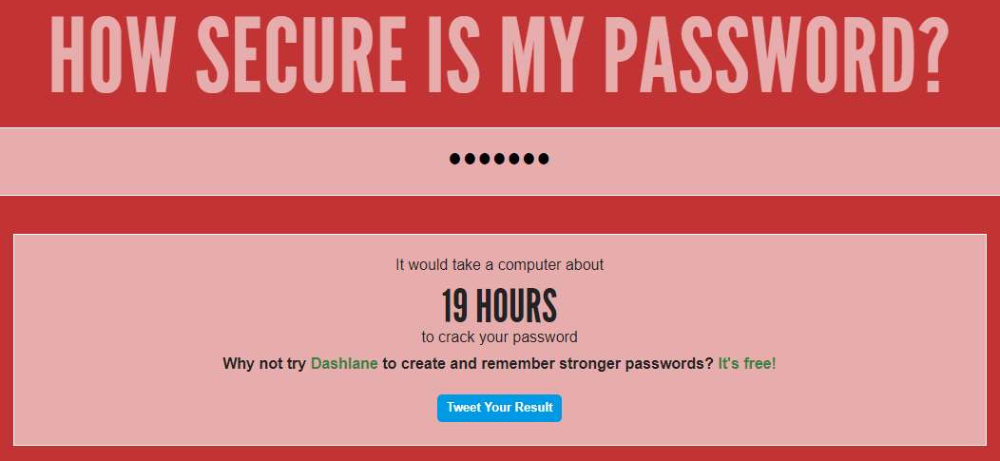 HOW SECURE IS MY PASSWORD?
•••••••
It would take a computer about
19 HOURS
to crack your password
Why not try Dashlane to create and remember stronger passwords? It's free!
Tweet Your Result